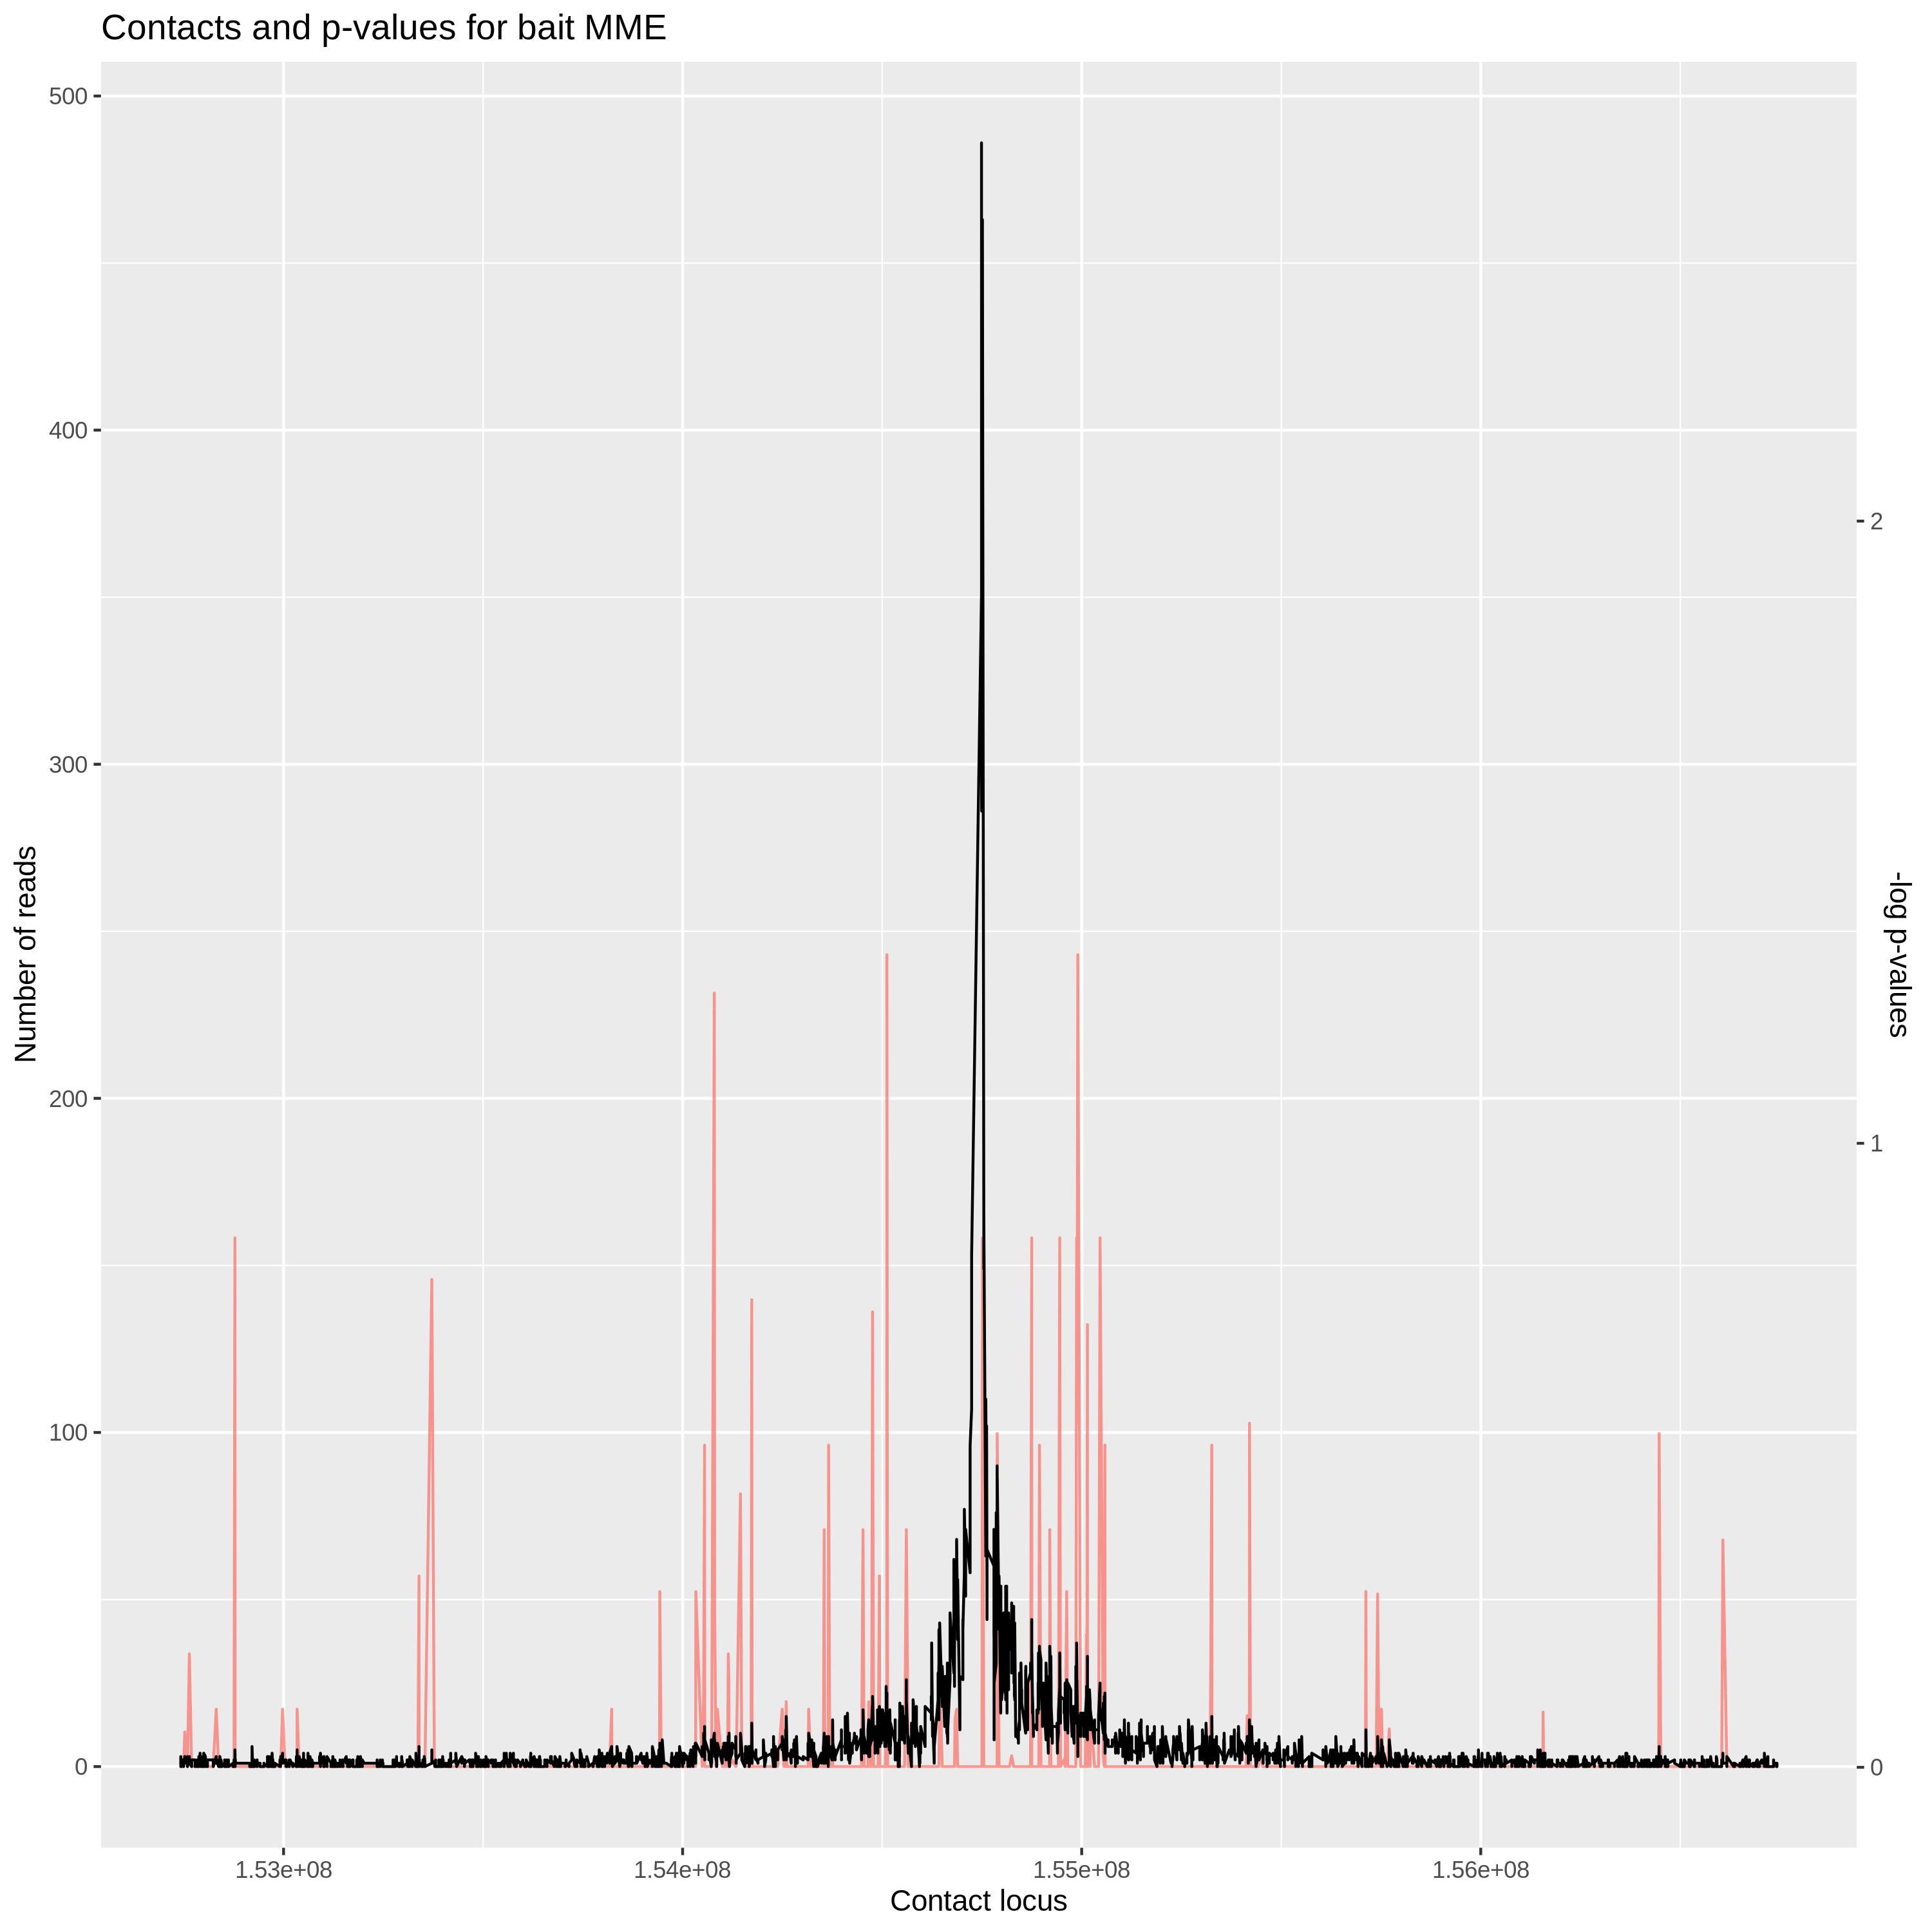 Contacts and p-values for bait MME
500
400
300
200
100
0
Number of reads
2
1
0
-log p-values
1.53e+08
1.54e+08
1.55e+08
1.56e+08
Contact locus